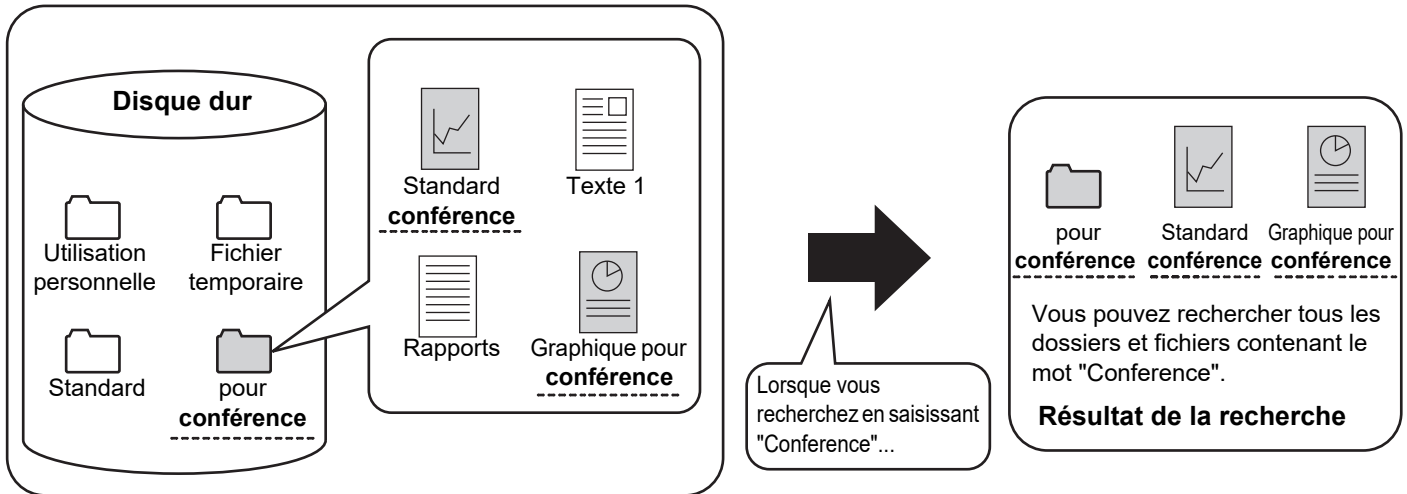 Disque dur
Utilisation
personnelle
Fichier
temporaire
Standard
pour
conférence
Standard
conférence
Texte 1
Rapports
Graphique pour
conférence
Lorsque vous
recherchez en saisissant
"Conference"...
pour
conférence
Standard
conférence
Graphique pour
conférence
Vous pouvez rechercher tous les
dossiers et fichiers contenant le
mot "Conference".
Résultat de la recherche